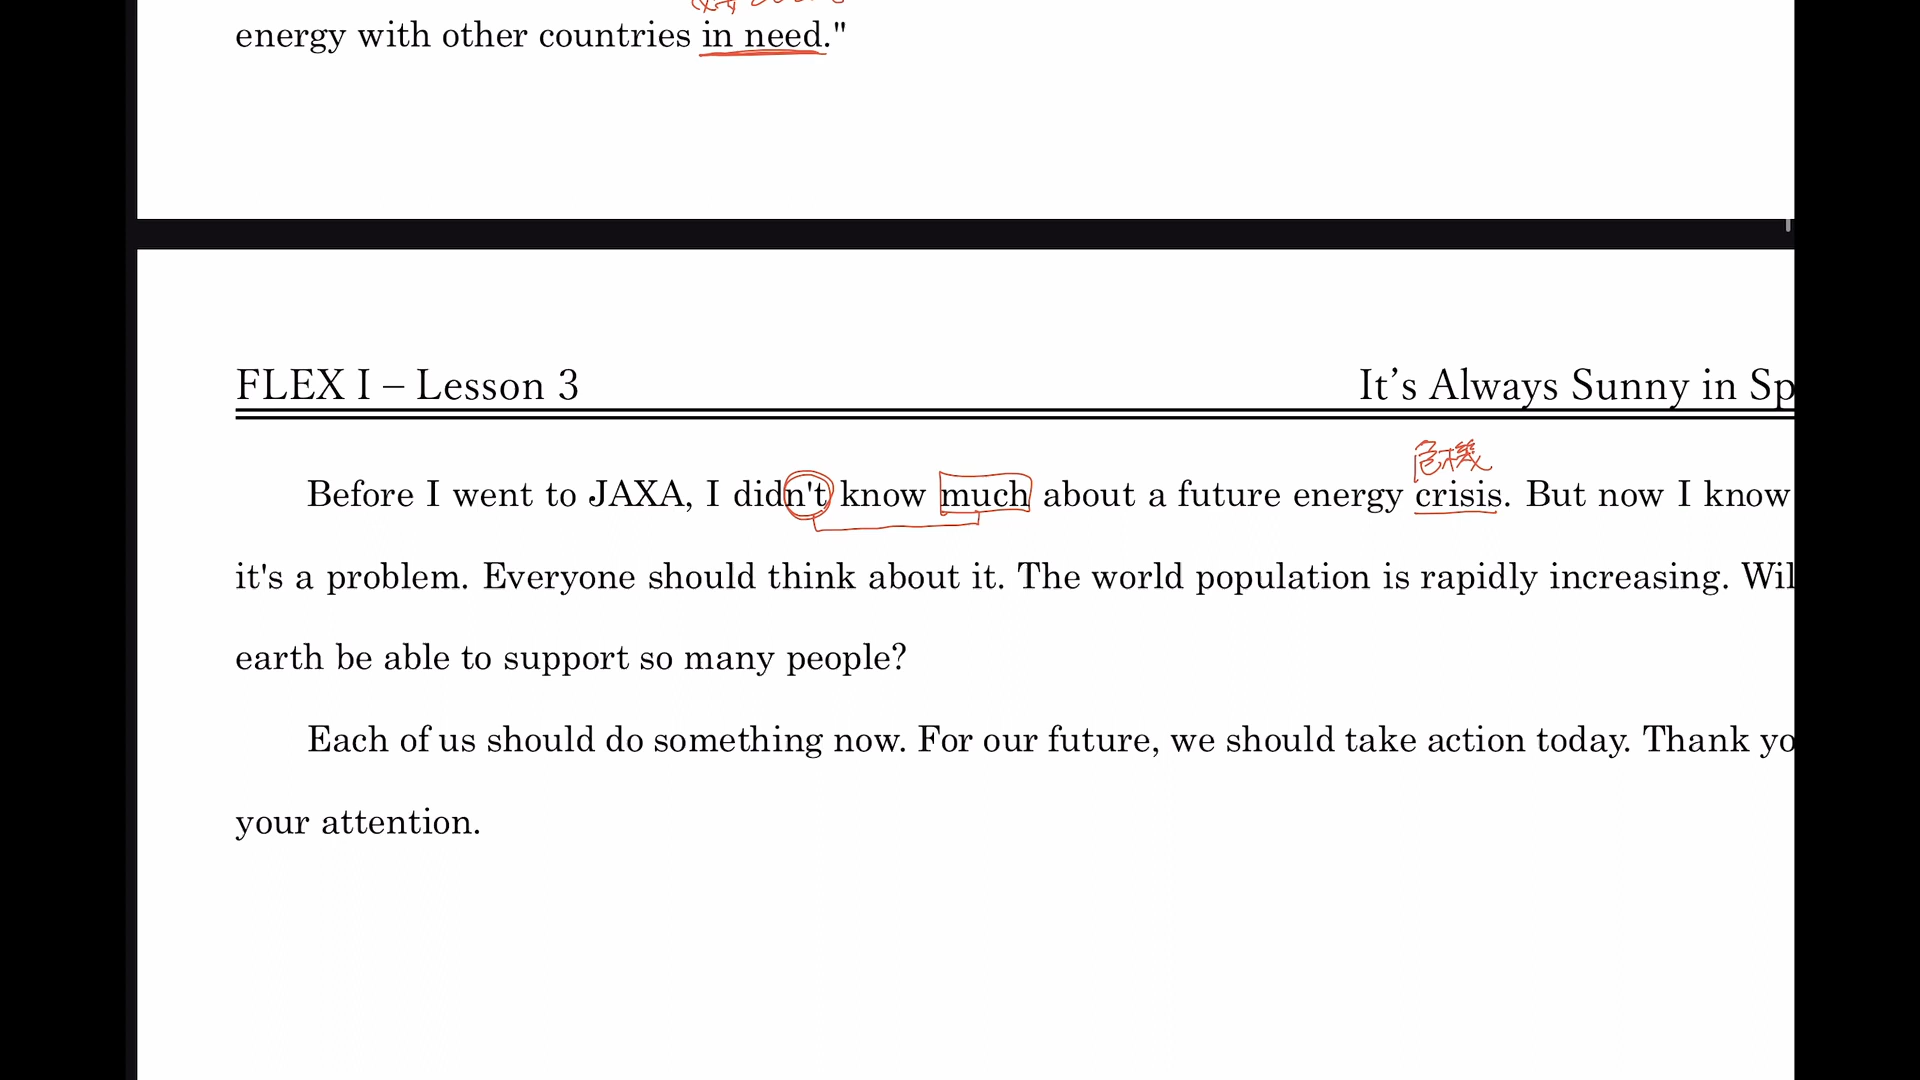 energy with other countries in need."
FLEX I – Lesson 3 It's Always Sunny in Sp
危機
Before I went to JAXA, I didn't know much about a future energy crisis. But now I know
it's a problem. Everyone should think about it. The world population is rapidly increasing. Wil
earth be able to support so many people?
Each of us should do something now. For our future, we should take action today. Thank yo
your attention.